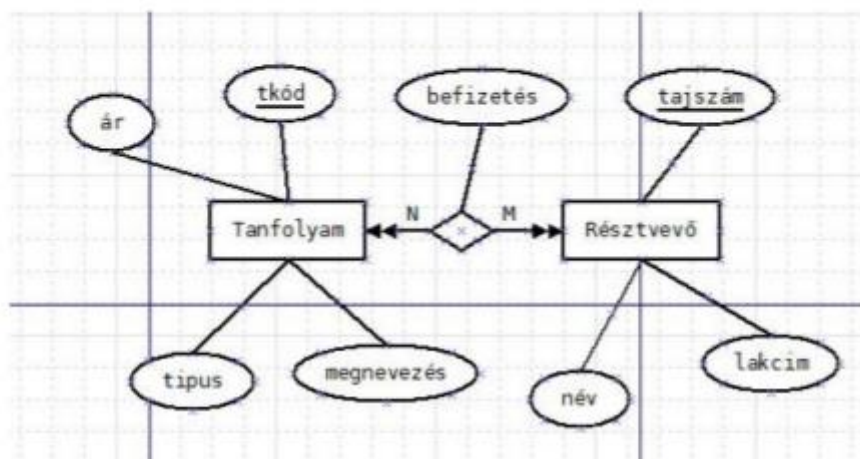 ár
tkód
befizetés
tajszám
Tanfolyam
N
M
Résztvevő
tipus
megnevezés
név
lakcim